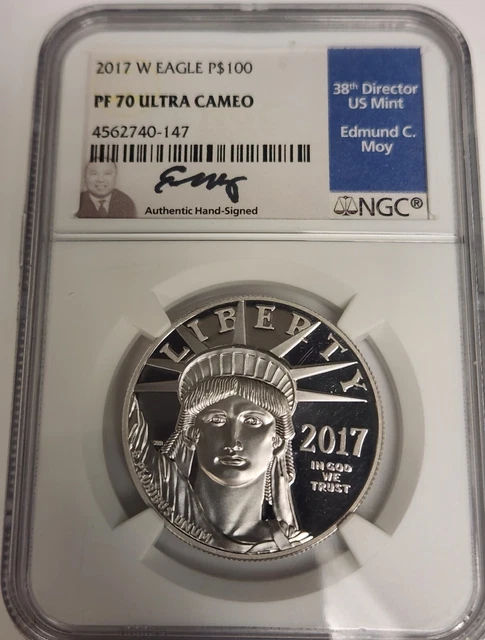 2017 W EAGLE P$100
PF 70 ULTRA CAMEO
4562740-147
Authentic Hand-Signed
38th Director
US Mint
Edmund C.
Moy
NGC®
LIBERTY
2017
IN GOD
WE
TRUST
UNUM